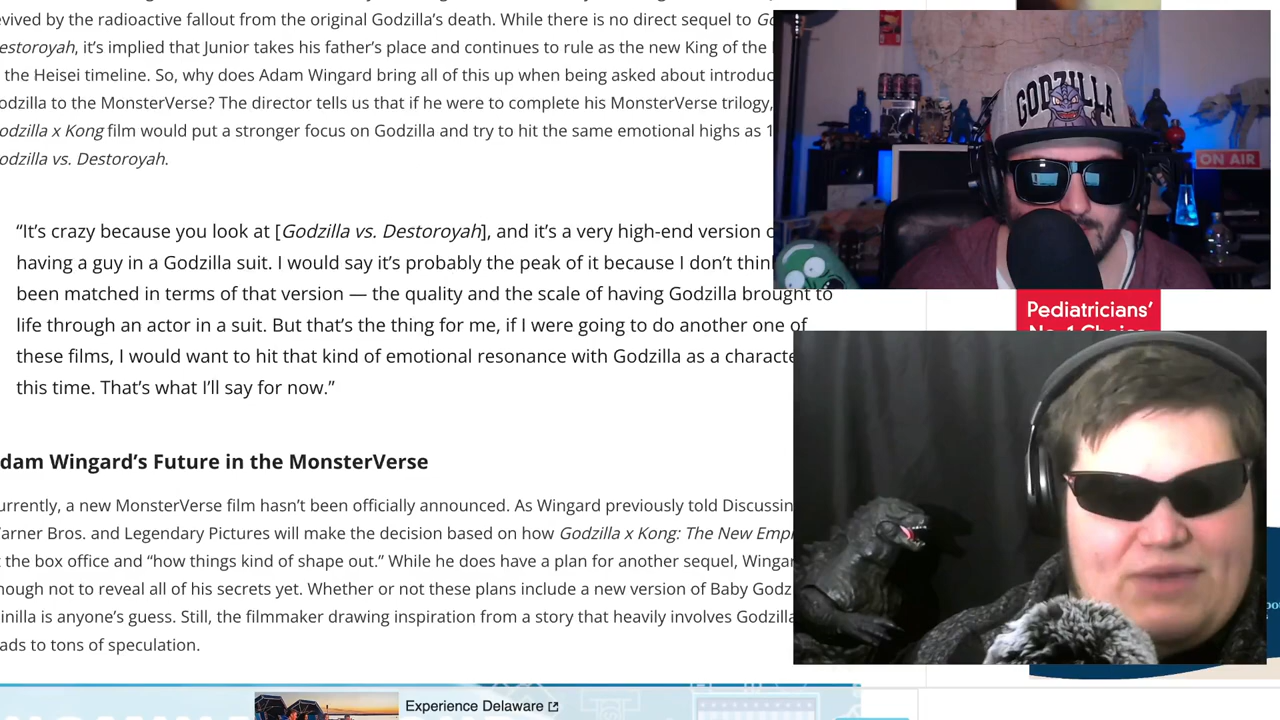 evived by the radioactive fallout from the original Godzilla’s death. While there is no direct sequel to Go
estoroyah, it’s implied that Junior takes his father’s place and continues to rule as the new King of the
the Heisei timeline. So, why does Adam Wingard bring all of this up when being asked about introduc
odzilla to the MonsterVerse? The director tells us that if he were to complete his MonsterVerse trilogy,
odzilla x Kong film would put a stronger focus on Godzilla and try to hit the same emotional highs as 1
odzilla vs. Destoroyah.
“It’s crazy because you look at [Godzilla vs. Destoroyah], and it’s a very high-end version o
having a guy in a Godzilla suit. I would say it’s probably the peak of it because I don’t thin
been matched in terms of that version — the quality and the scale of having Godzilla brought to
life through an actor in a suit. But that’s the thing for me, if I were going to do another one of
these films, I would want to hit that kind of emotional resonance with Godzilla as a characte
this time. That’s what I’ll say for now.”
dam Wingard’s Future in the MonsterVerse
urrently, a new MonsterVerse film hasn’t been officially announced. As Wingard previously told Discussin
arner Bros. and Legendary Pictures will make the decision based on how Godzilla x Kong: The New Emp
t the box office and “how things kind of shape out.” While he does have a plan for another sequel, Wingar
nough not to reveal all of his secrets yet. Whether or not these plans include a new version of Baby Godz
inilla is anyone’s guess. Still, the filmmaker drawing inspiration from a story that heavily involves Godzilla
ads to tons of speculation.
Experience Delaware
GODZILLA
ON AIR
Pediatricians’
No. 1 Choice